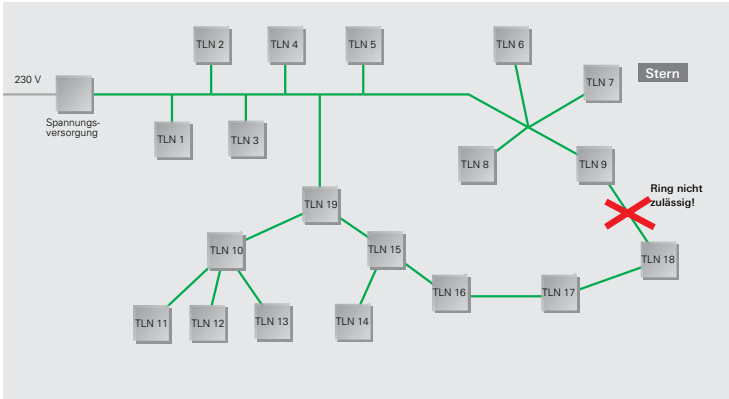 TLN 2
TLN 4
TLN 5
TLN 6
230 V
TLN 7
Stern
Spannungs-
versorgung
TLN 1
TLN 3
TLN 8
TLN 9
Ring nicht
zulässig!
TLN 19
TLN 10
TLN 15
TLN 18
TLN 16
TLN 17
TLN 11
TLN 12
TLN 13
TLN 14